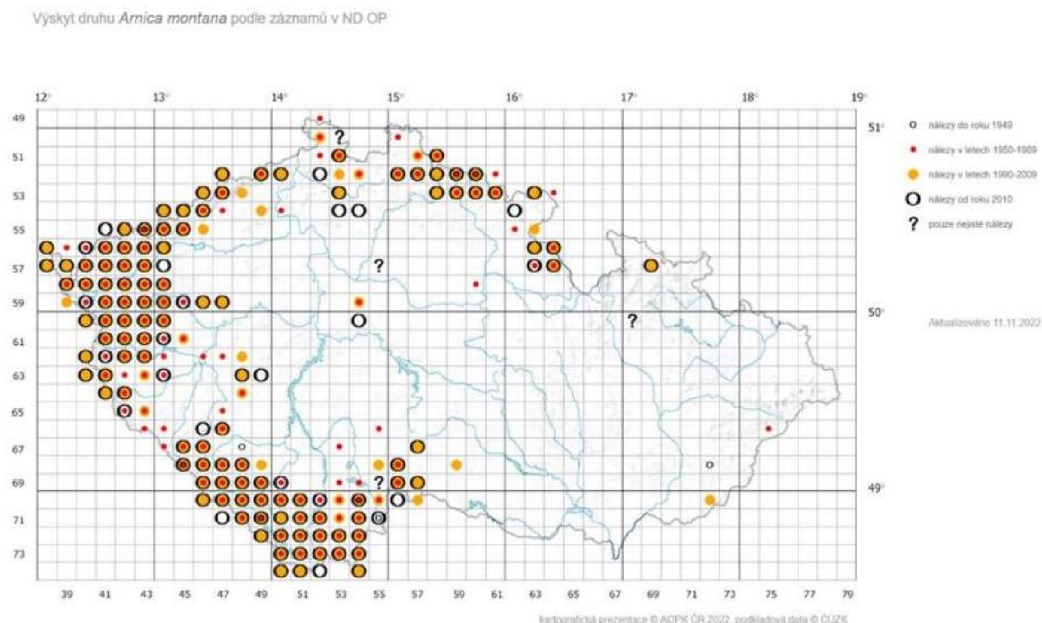 Výskyt druhu Arnica montana podle záznamů v ND OP
12° 13° 14° 15° 16° 17° 18° 19°
49 51°
51
53
55
57
59 50°
61
63
65
67
69 49°
71
73
39 41 43 45 47 49 51 53 55 57 59 61 63 65 67 69 71 73 75 77 79
nálezy do roku 1949
nálezy v letech 1950-1989
nálezy v letech 1990-2009
nálezy od roku 2010
? pouze nejisté nálezy
Aktualizováno 11.11.2022
kartografická prezentace © AOPK ČR 2022, podkladová data © ČÚZK